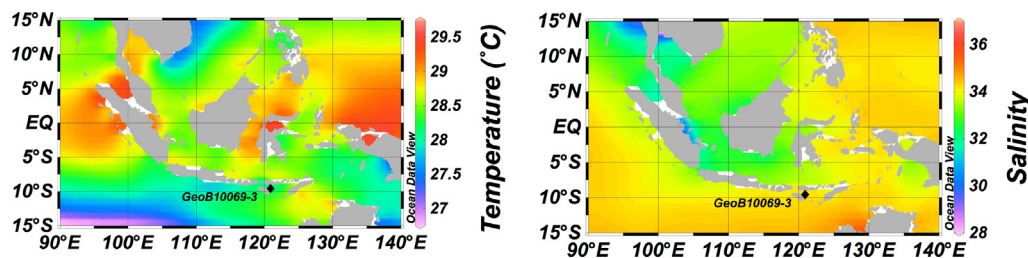 15°N
10°N
5°N
EQ
5°S
10°S
15°S
90°E
100°E
110°E
120°E
130°E
140°E
GeoB10069-3
Ocean Data View
29.5
29
28.5
28
27.5
27
Temperature (˚C)
15°N
10°N
5°N
EQ
5°S
10°S
15°S
90°E
100°E
110°E
120°E
130°E
140°E
GeoB10069-3
Ocean Data View
36
34
32
30
28
Salinity